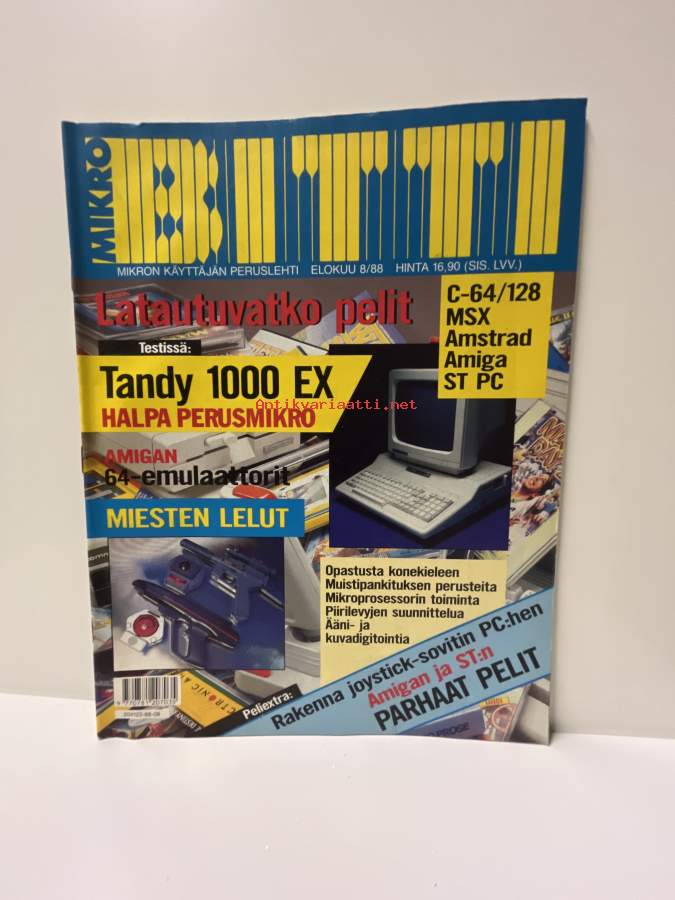 MIKRO
BITTI
MIKRON KÄYTTÄJÄN PERUSLEHTI ELOKUU 8/88 HINTA 16,90 (SIS. LVV.)
Latautuvatko pelit
C-64/128
MSX
Amstrad
Amiga
ST PC
Testissä:
Tandy 1000 EX
HALPA PERUSMIKRO
Antikvariaatti.net
AMIGAN
64-emulaattorit
MIESTEN LELUT
Opastusta konekieleen
Muistipankituksen perusteita
Mikroprosessorin toiminta
Piirilevyjen suunnittelua
Ääni- ja
kuvadigitointia
Peliextra:
Rakenna joystick-sovitin PC:hen
Amigan ja ST:n
PARHAAT PELIT